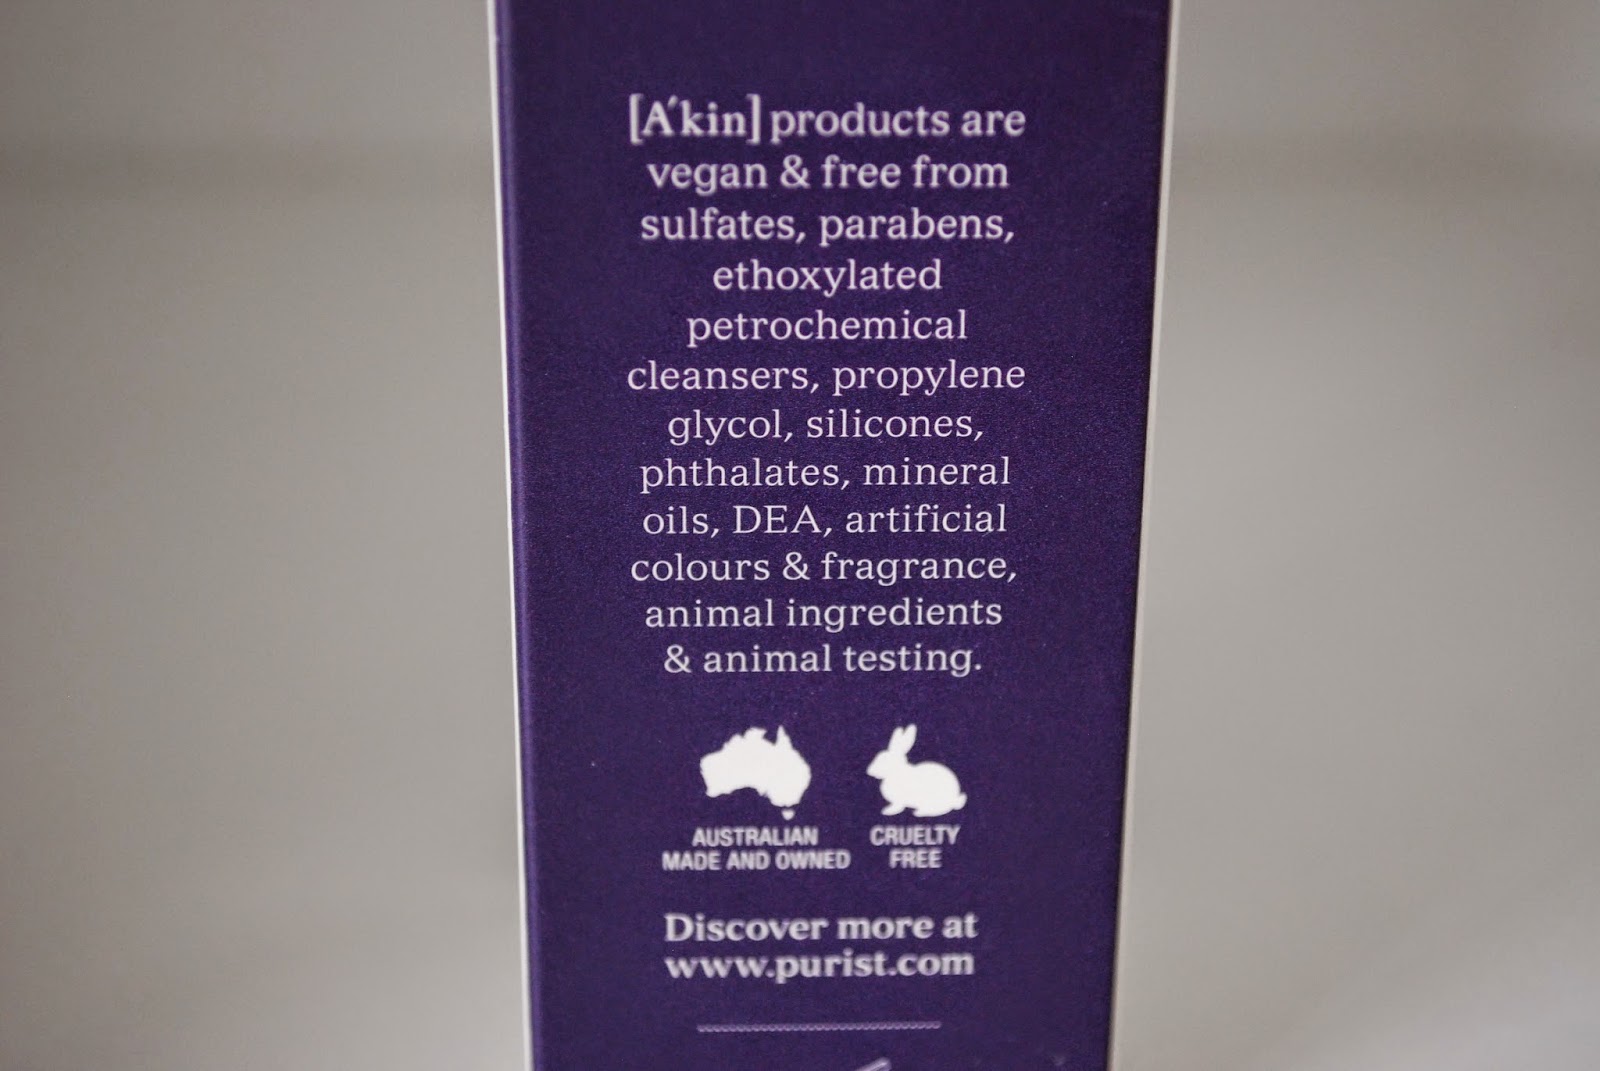 [A'kin] products are
vegan & free from
sulfates, parabens,
ethoxylated
petrochemical
cleansers, propylene
glycol, silicones,
phthalates, mineral
oils, DEA, artificial
colours & fragrance,
animal ingredients
& animal testing.
AUSTRALIAN
MADE AND OWNED
CRUELTY
FREE
Discover more at
www.purist.com